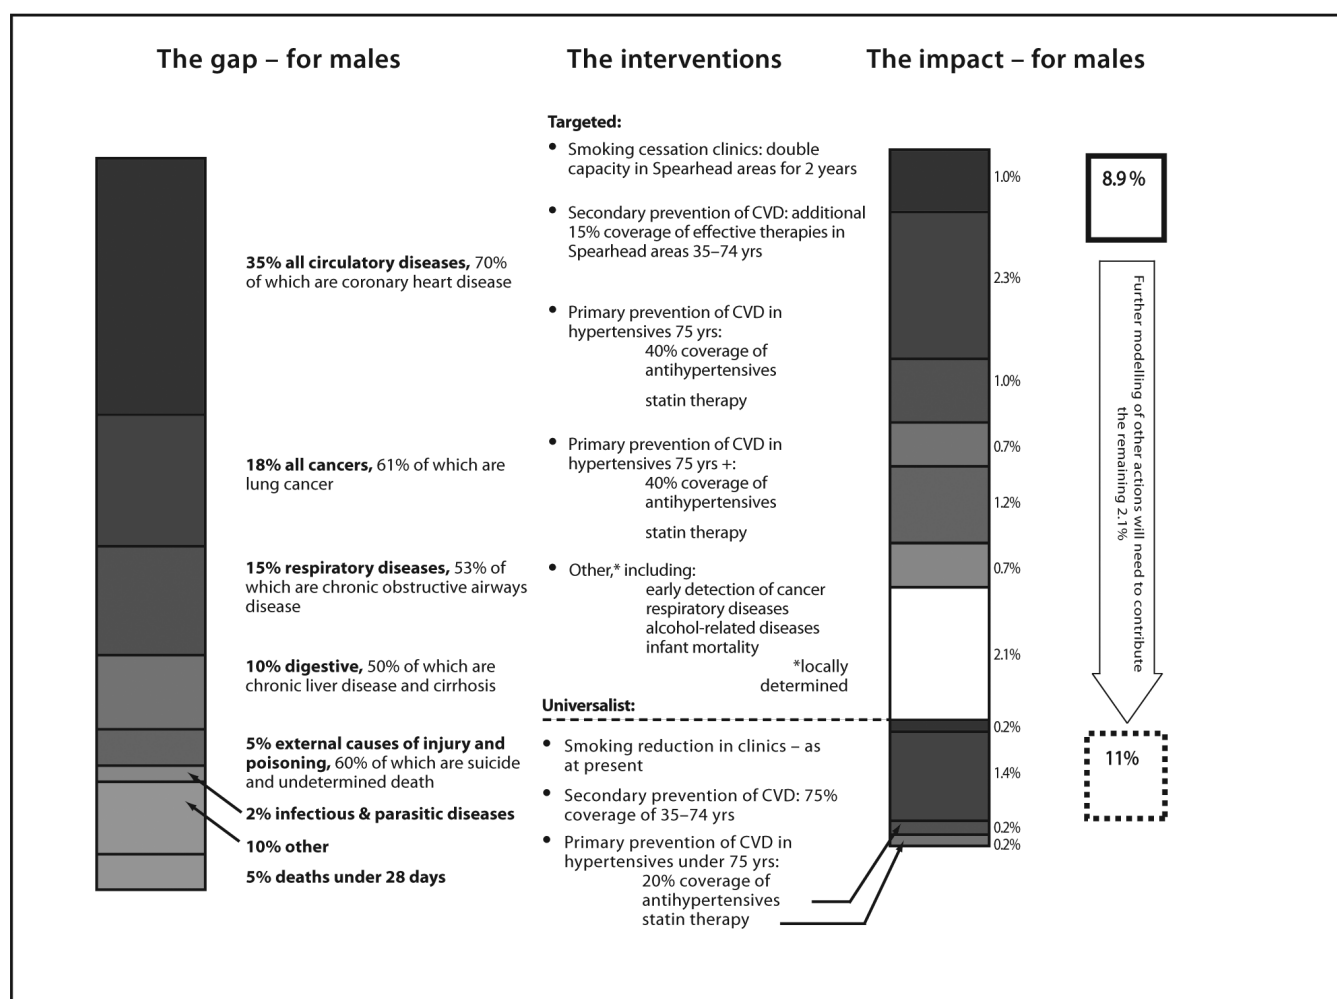 The gap – for males
35% all circulatory diseases, 70%
of which are coronary heart disease
18% all cancers, 61% of which are
lung cancer
15% respiratory diseases, 53% of
which are chronic obstructive airways
disease
10% digestive, 50% of which are
chronic liver disease and cirrhosis
5% external causes of injury and
poisoning, 60% of which are suicide
and undetermined death
2% infectious & parasitic diseases
10% other
5% deaths under 28 days
The interventions
Targeted:
• Smoking cessation clinics: double
capacity in Spearhead areas for 2 years
• Secondary prevention of CVD: additional
15% coverage of effective therapies in
Spearhead areas 35–74 yrs
• Primary prevention of CVD in
hypertensives 75 yrs:
40% coverage of
antihypertensives
statin therapy
• Primary prevention of CVD in
hypertensives 75 yrs +:
40% coverage of
antihypertensives
statin therapy
• Other,* including:
early detection of cancer
respiratory diseases
alcohol-related diseases
infant mortality
*locally
determined
Universalist:
• Smoking reduction in clinics – as
at present
• Secondary prevention of CVD: 75%
coverage of 35–74 yrs
• Primary prevention of CVD in
hypertensives under 75 yrs:
20% coverage of
antihypertensives
statin therapy
The impact – for males
1.0%
2.3%
1.0%
0.7%
1.2%
0.7%
2.1%
0.2%
1.4%
0.2%
0.2%
8.9%
Further modelling of other actions will need to contribute
the remaining 2.1%
11%